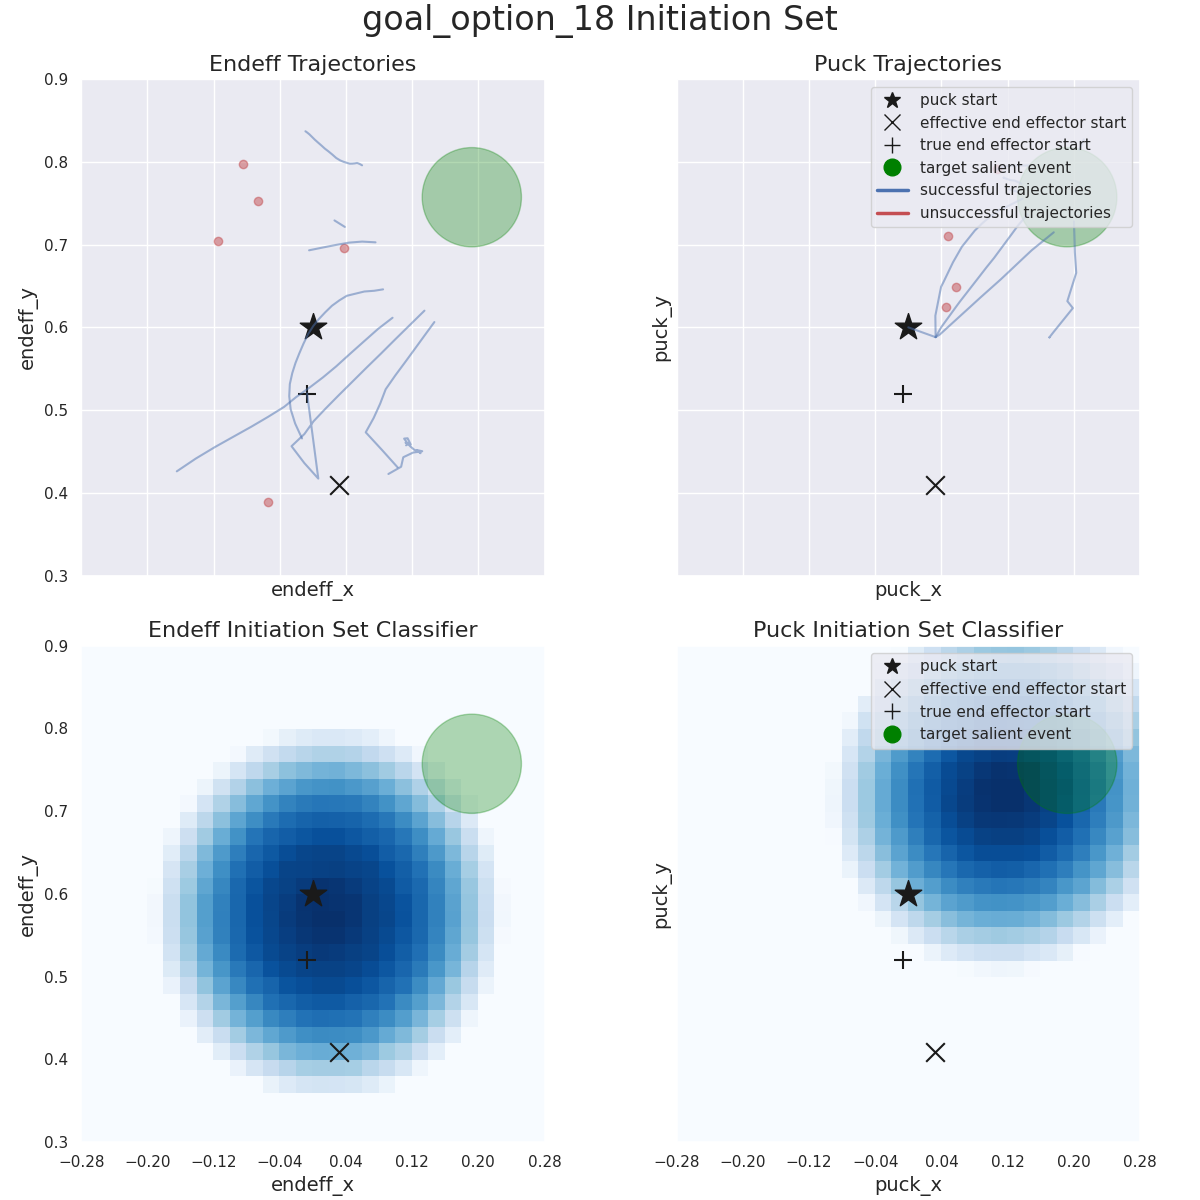 goal_option_18 Initiation Set
Endeff Trajectories
endeff_y
0.9
0.8
0.7
0.6
0.5
0.4
0.3
endeff_x
Puck Trajectories
puck start
effective end effector start
true end effector start
target salient event
successful trajectories
unsuccessful trajectories
puck_y
puck_x
Endeff Initiation Set Classifier
endeff_y
0.9
0.8
0.7
0.6
0.5
0.4
0.3
−0.28 −0.20 −0.12 −0.04 0.04 0.12 0.20 0.28
endeff_x
Puck Initiation Set Classifier
puck start
effective end effector start
true end effector start
target salient event
puck_y
−0.28 −0.20 −0.12 −0.04 0.04 0.12 0.20 0.28
puck_x